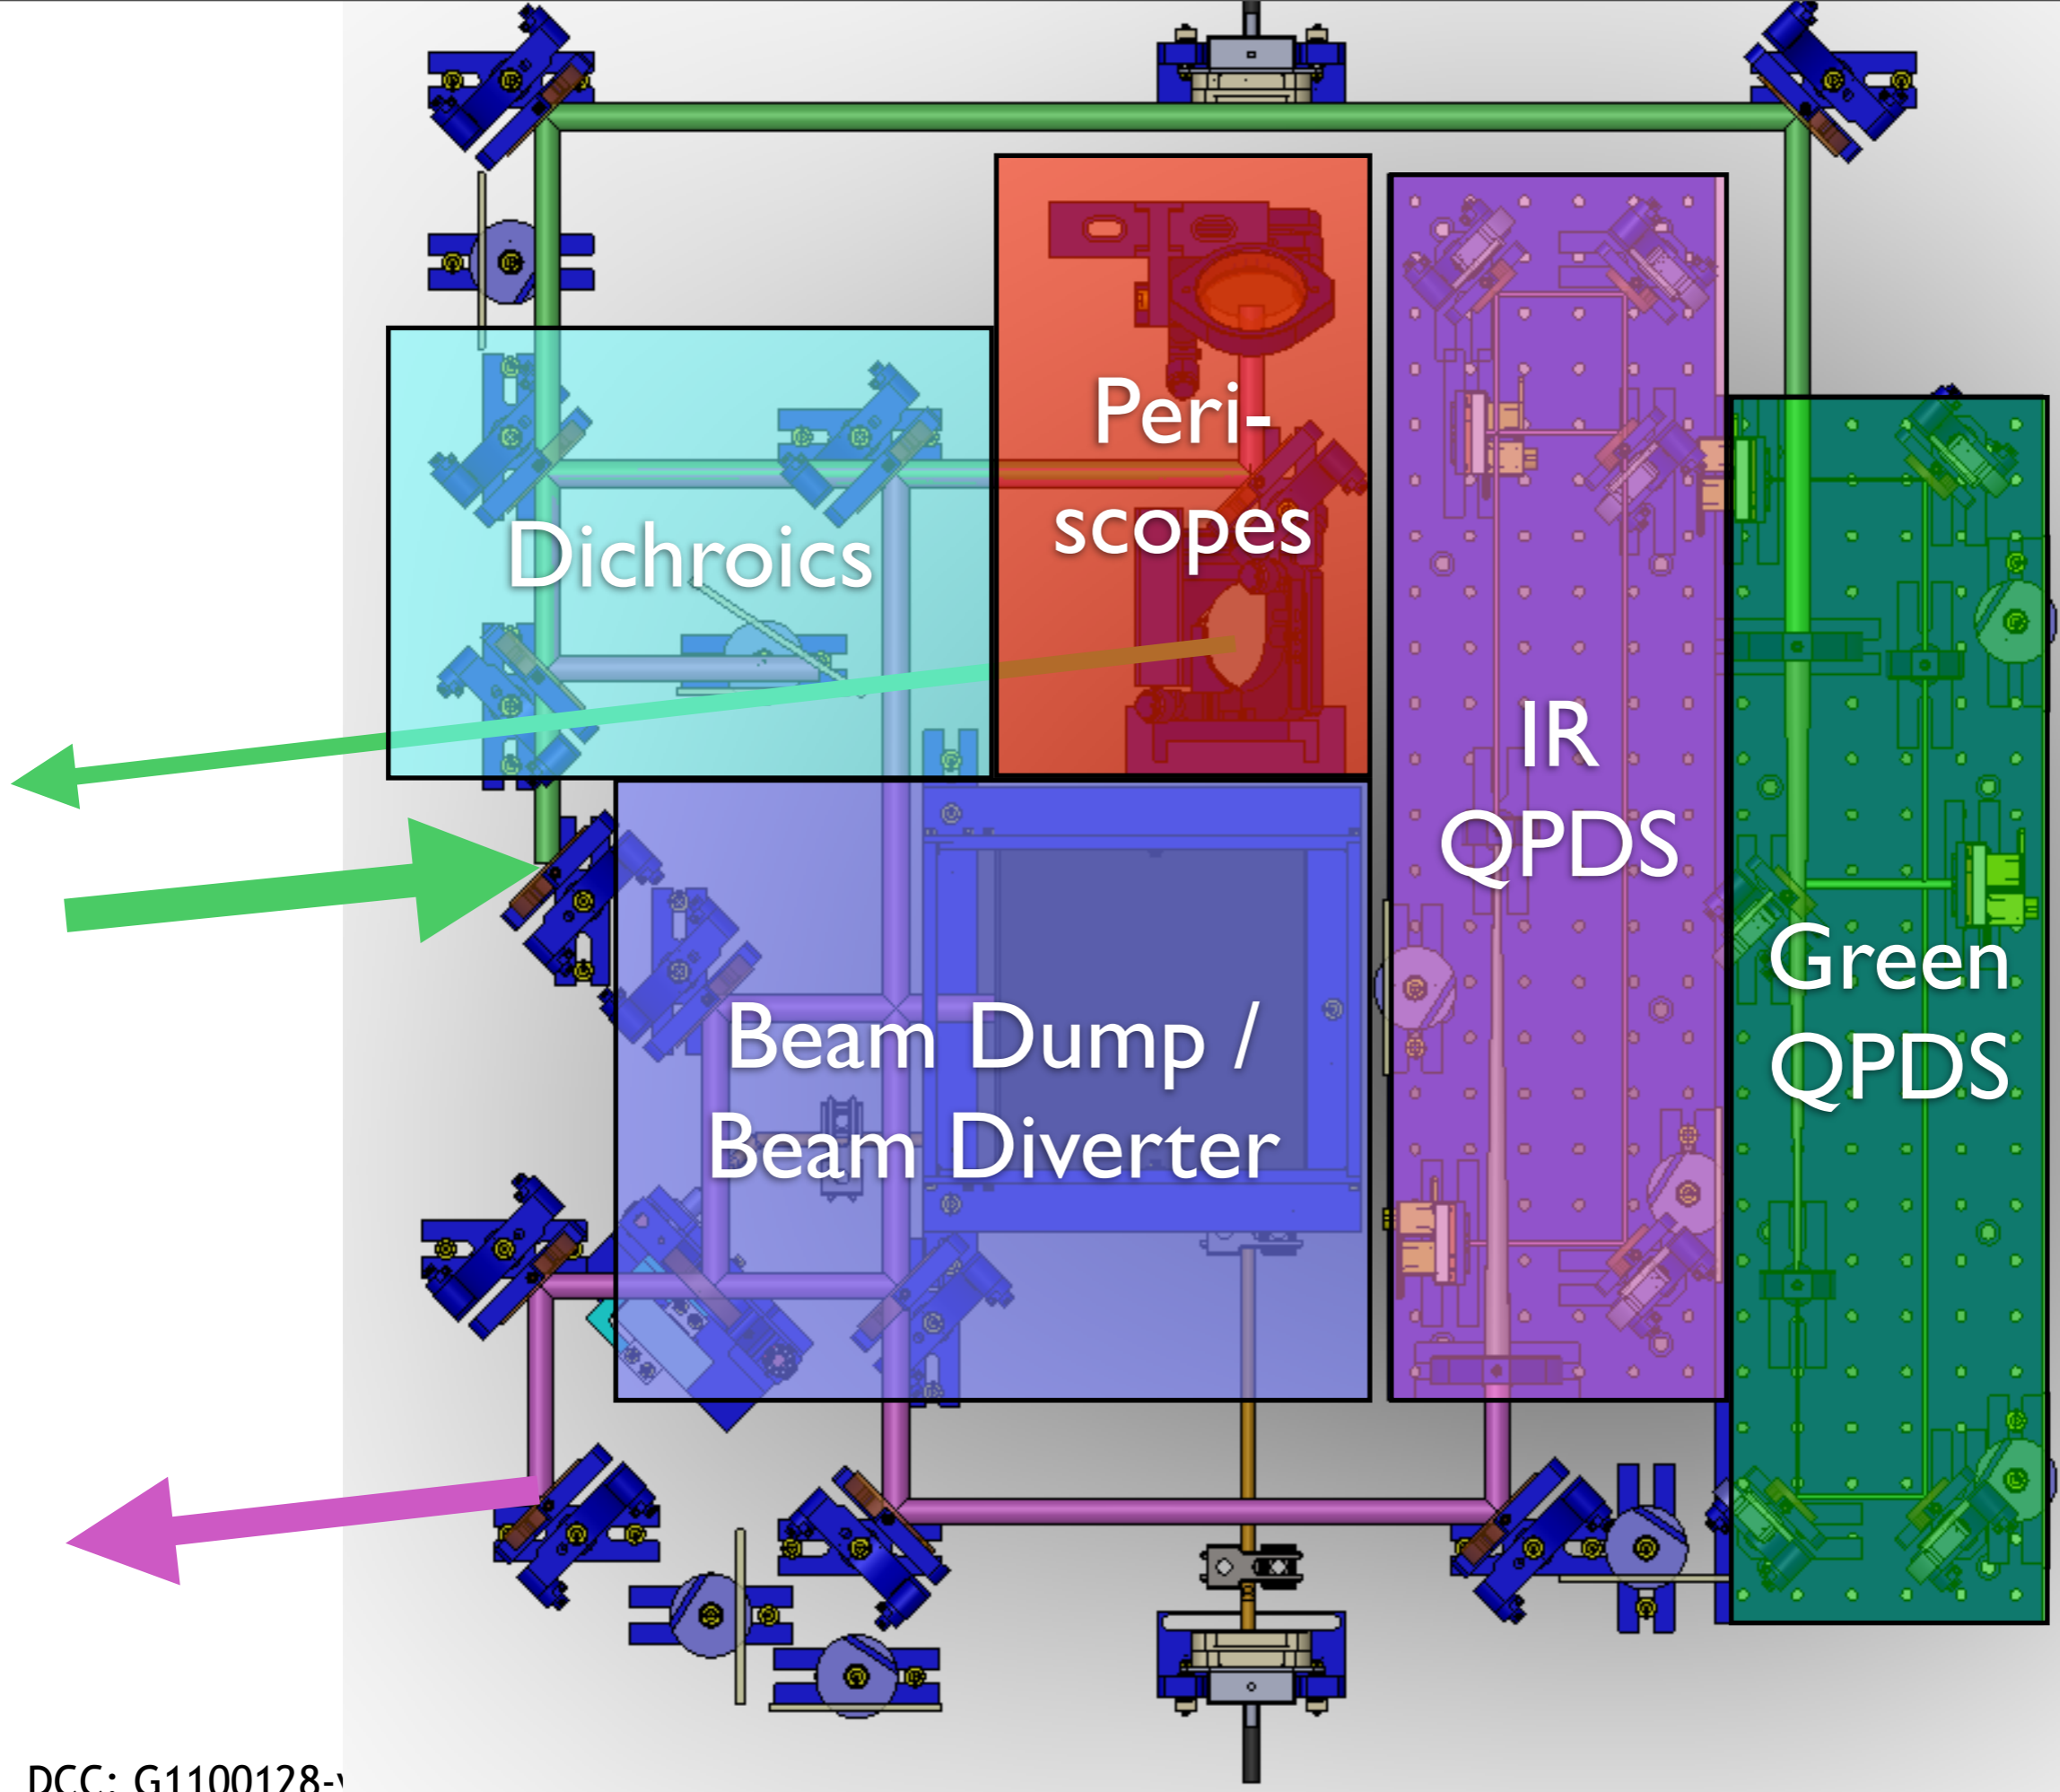 Peri-
scopes
Dichroics
IR
QPDS
Green
QPDS
Beam Dump /
Beam Diverter
DCC: G1100128-